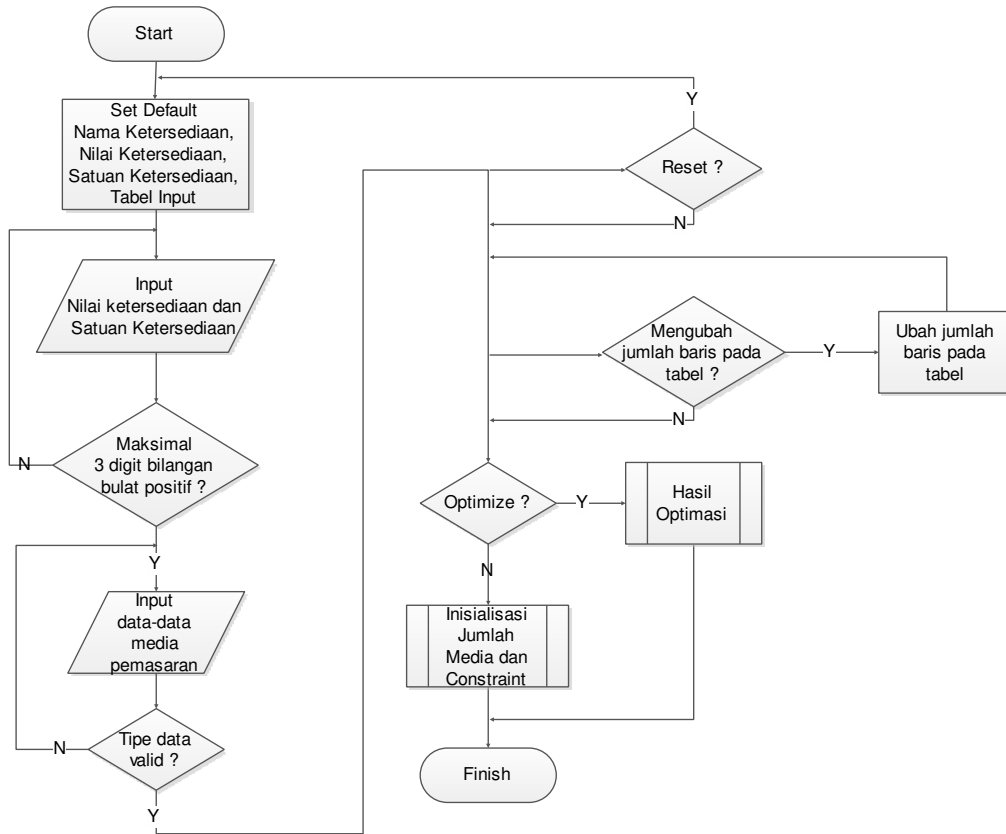 Start
Set Default
Nama Ketersediaan,
Nilai Ketersediaan,
Satuan Ketersediaan,
Tabel Input
Input
Nilai ketersediaan dan
Satuan Ketersediaan
Maksimal
3 digit bilangan
bulat positif ?
N
Y
Input
data-data
media
pemasaran
Tipe data
valid ?
N
Y
Reset ?
Y
N
Mengubah
jumlah baris pada
tabel ?
Y
N
Ubah jumlah
baris pada
tabel
Optimize ?
Y
N
Hasil
Optimasi
Inisialisasi
Jumlah
Media dan
Constraint
Finish